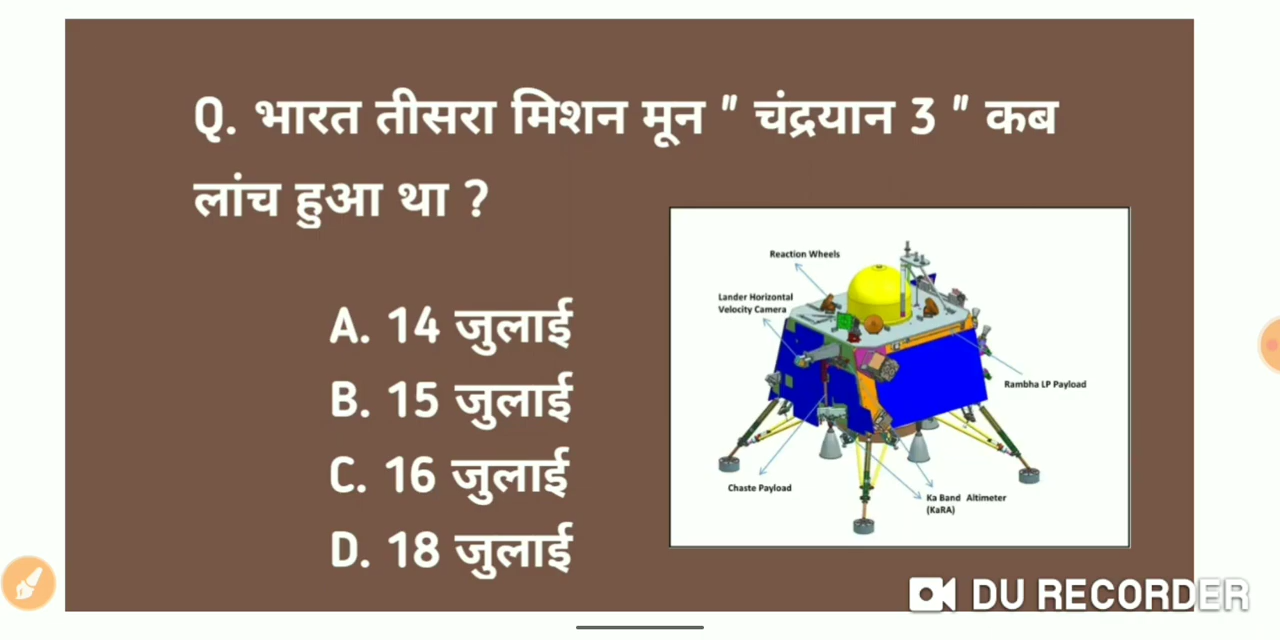 Q. भारत तीसरा मिशन मून " चंद्रयान 3 " कब
लांच हुआ था ?
A. 14 जुलाई
B. 15 जुलाई
C. 16 जुलाई
D. 18 जुलाई
Reaction Wheels
Lander Horizontal
Velocity Camera
Rambha LP Payload
Chaste Payload
Ka Band Altimeter
(KaRA)
DU RECORDER